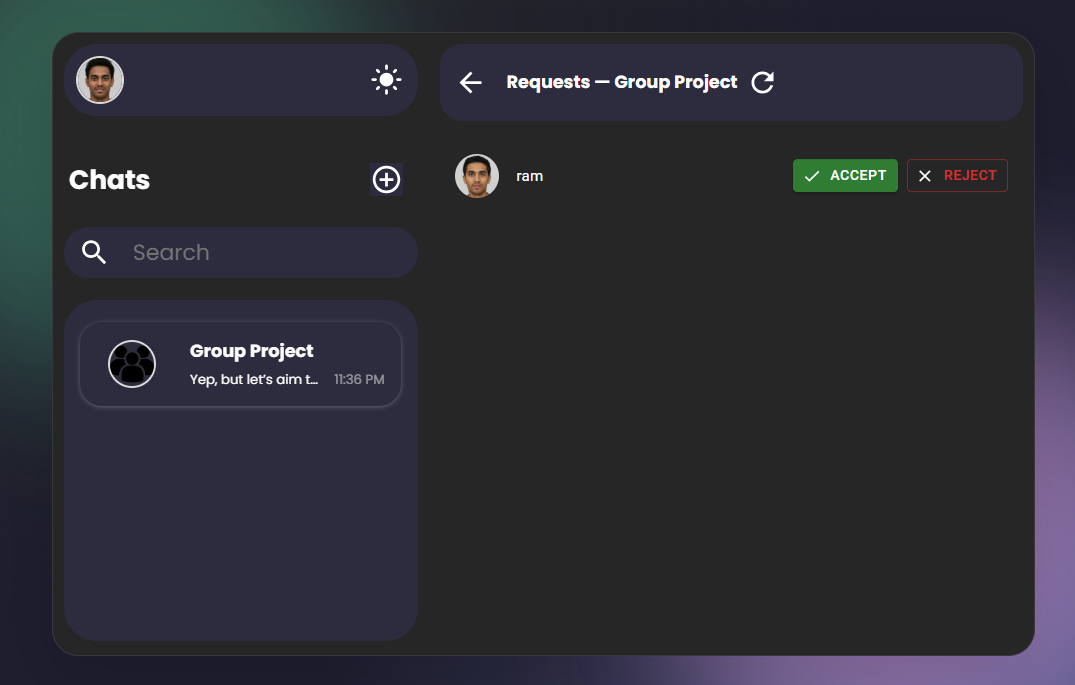 Requests — Group Project
Chats
Search
Group Project
Yep, but let's aim t... 11:36 PM
ram
ACCEPT
REJECT